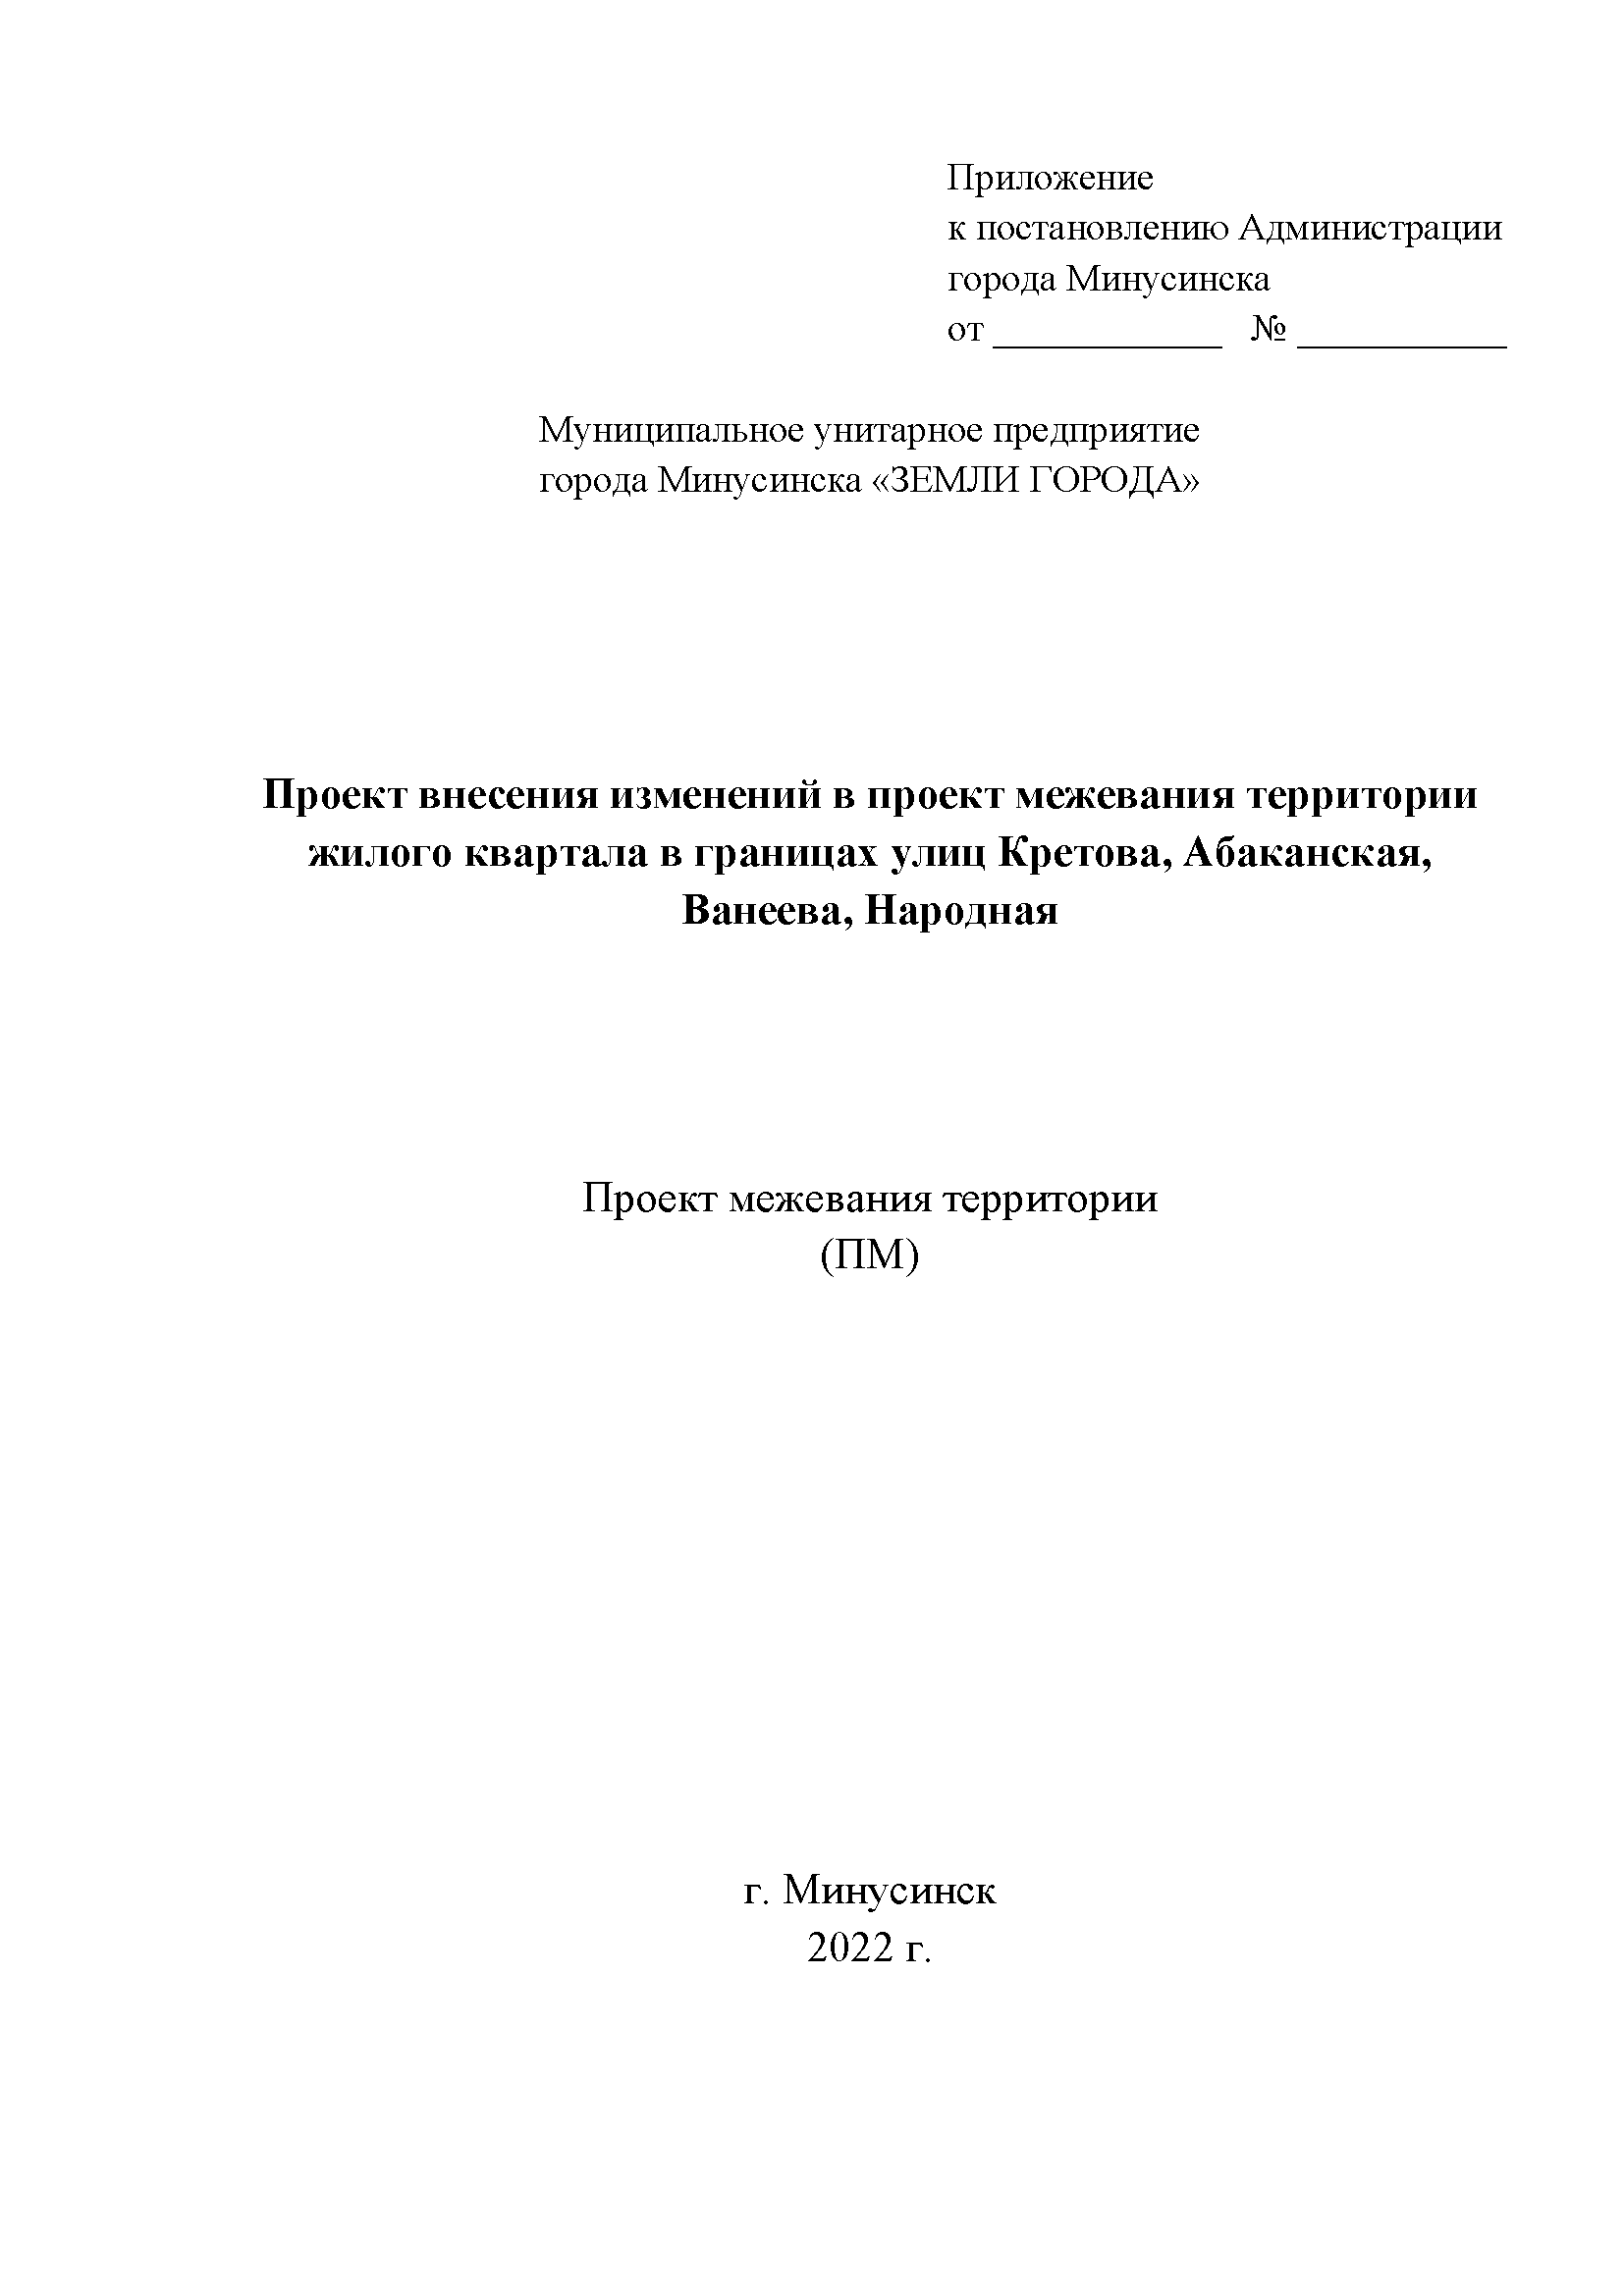 Приложение
к постановлению Администрации
города Минусинска
от ____________ № ___________
Муниципальное унитарное предприятие
города Минусинска «ЗЕМЛИ ГОРОДА»
Проект внесения изменений в проект межевания территории
жилого квартала в границах улиц Кретова, Абаканская,
Ванеева, Народная
Проект межевания территории
(ПМ)
г. Минусинск
2022 г.